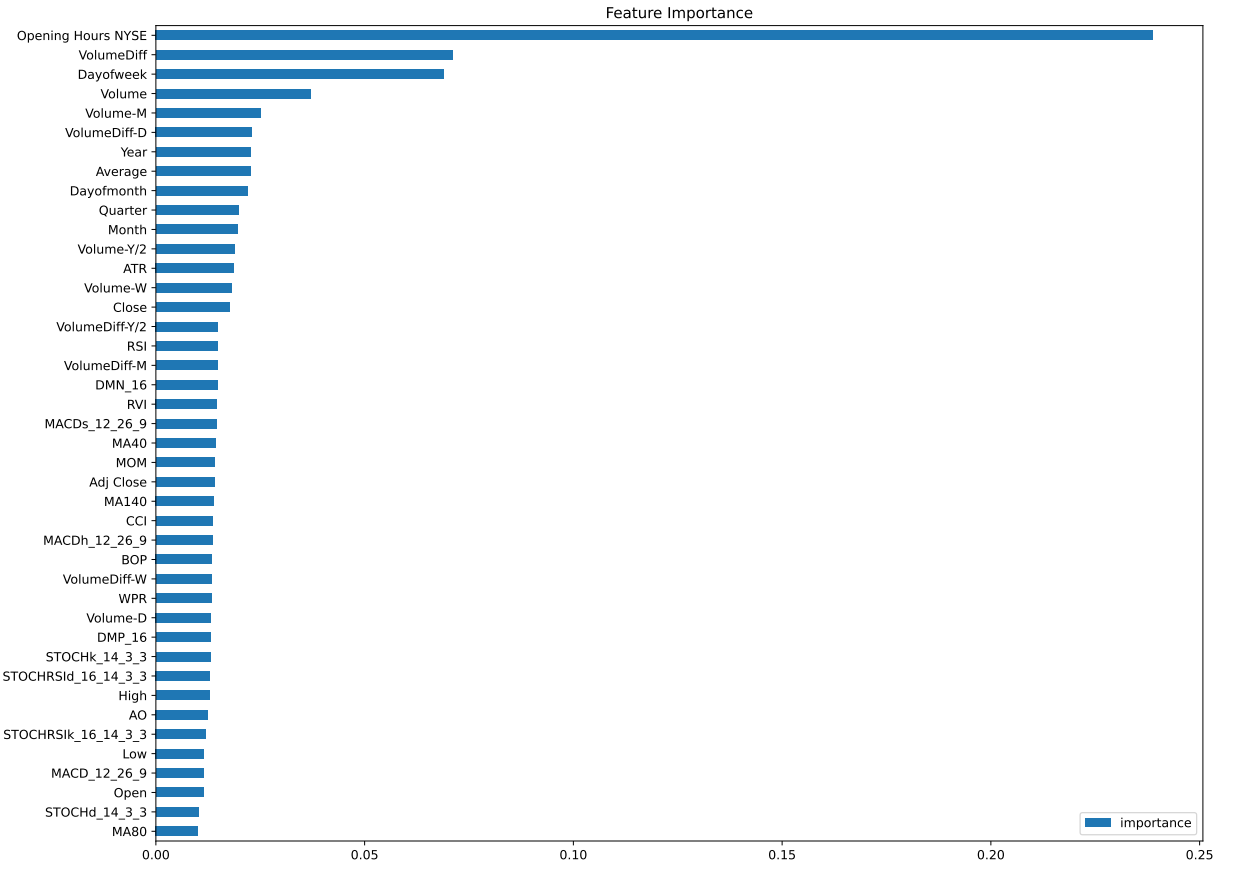 Feature Importance
Opening Hours NYSE
VolumeDiff
Dayofweek
Volume
Volume-M
VolumeDiff-D
Year
Average
Dayofmonth
Quarter
Month
Volume-Y/2
ATR
Volume-W
Close
VolumeDiff-Y/2
RSI
VolumeDiff-M
DMN_16
RVI
MACDs_12_26_9
MA40
MOM
Adj Close
MA140
CCI
MACDh_12_26_9
BOP
VolumeDiff-W
WPR
Volume-D
DMP_16
STOCHk_14_3_3
STOCHRSId_16_14_3_3
High
AO
STOCHRSIk_16_14_3_3
Low
MACD_12_26_9
Open
STOCHd_14_3_3
MA80
importance
0.00 0.05 0.10 0.15 0.20 0.25